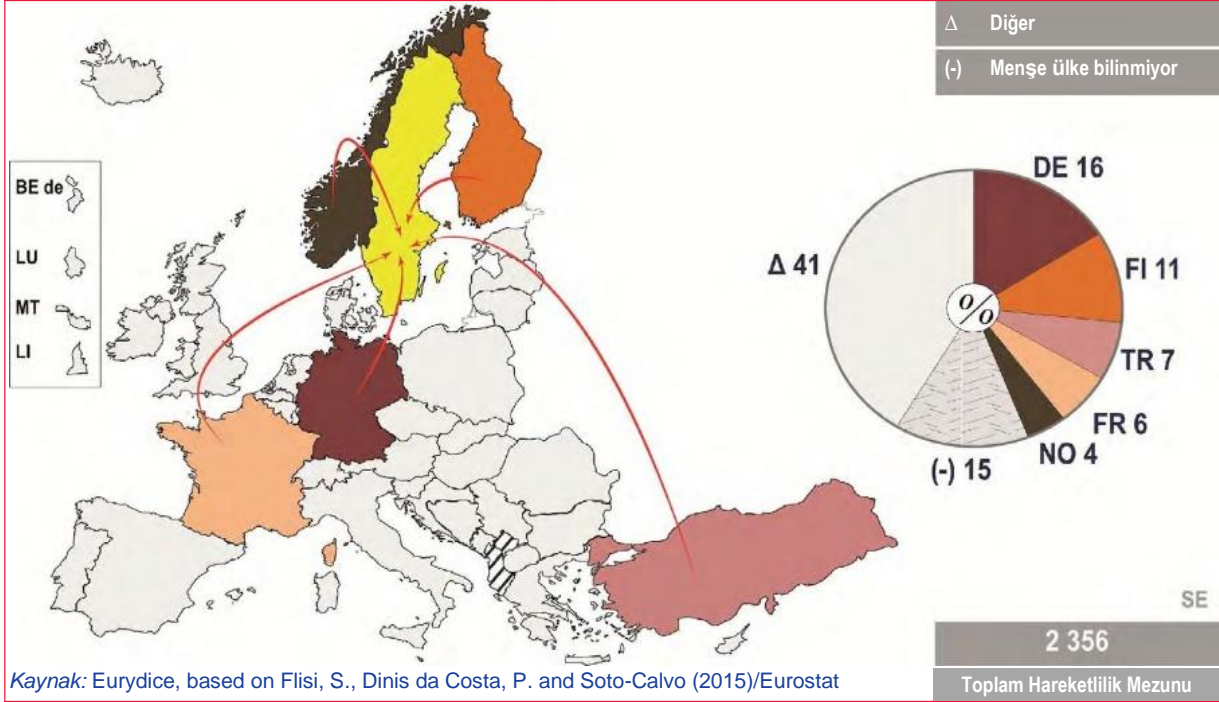 Δ Diğer
(-) Menşe ülke bilinmiyor
BE de
LU
MT
LI
DE 16
FI 11
TR 7
FR 6
NO 4
(-) 15
Δ 41
%
SE
2 356
Toplam Hareketlilik Mezunu
Kaynak: Eurydice, based on Flisi, S., Dinis da Costa, P. and Soto-Calvo (2015)/Eurostat